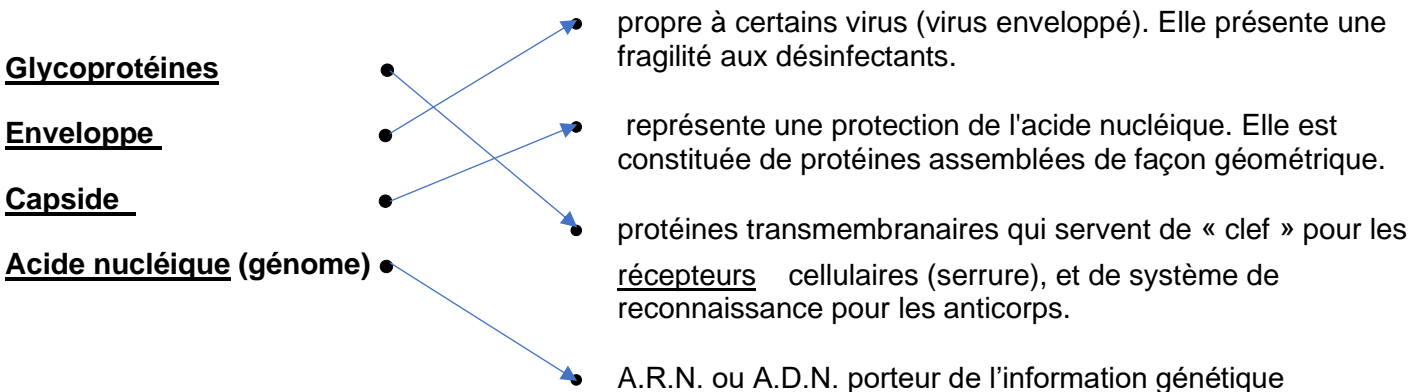 Glycoprotéines
Enveloppe
Capside
Acide nucléique (génome)
propre à certains virus (virus enveloppé). Elle présente une
fragilité aux désinfectants.
représente une protection de l'acide nucléique. Elle est
constituée de protéines assemblées de façon géométrique.
protéines transmembranaires qui servent de « clef » pour les
récepteurs cellulaires (serrure), et de système de
reconnaissance pour les anticorps.
A.R.N. ou A.D.N. porteur de l’information génétique